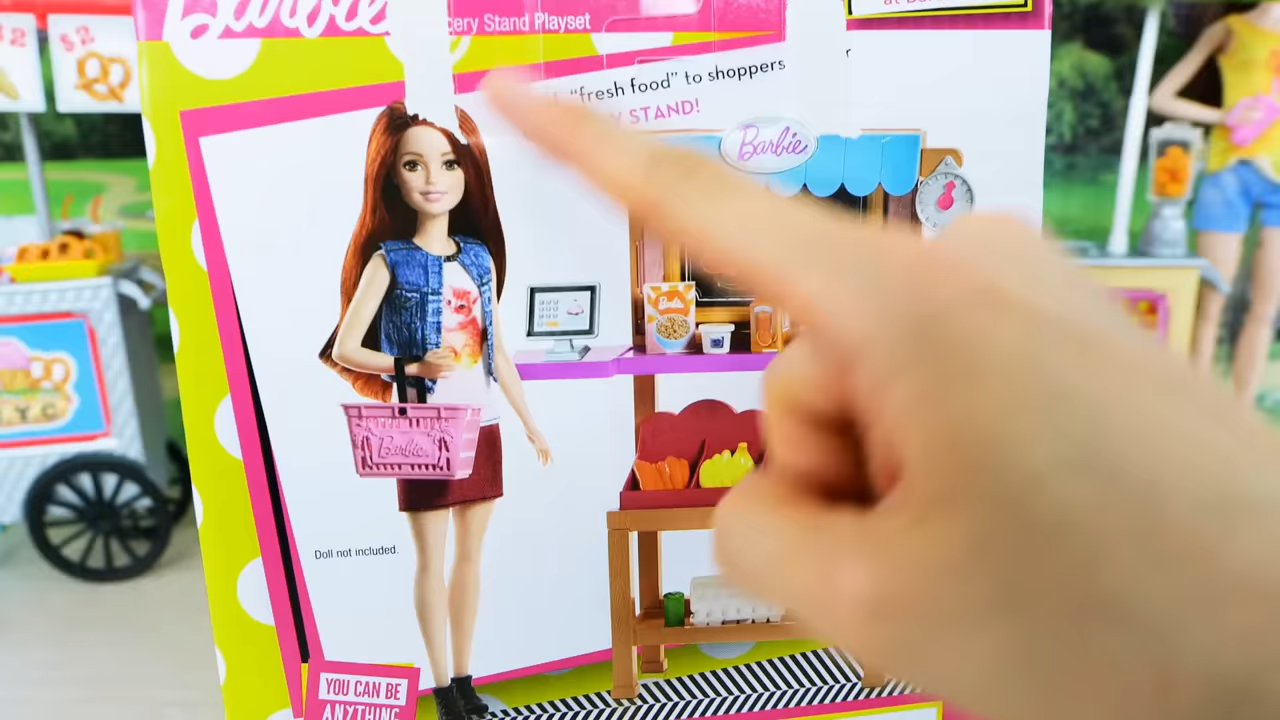 $2
$2
Barbie
Stand Playset
"fresh food" to shoppers
STAND!
Barbie
Barbie
Barbie
Doll not included.
YOU CAN BE
ANYTHING